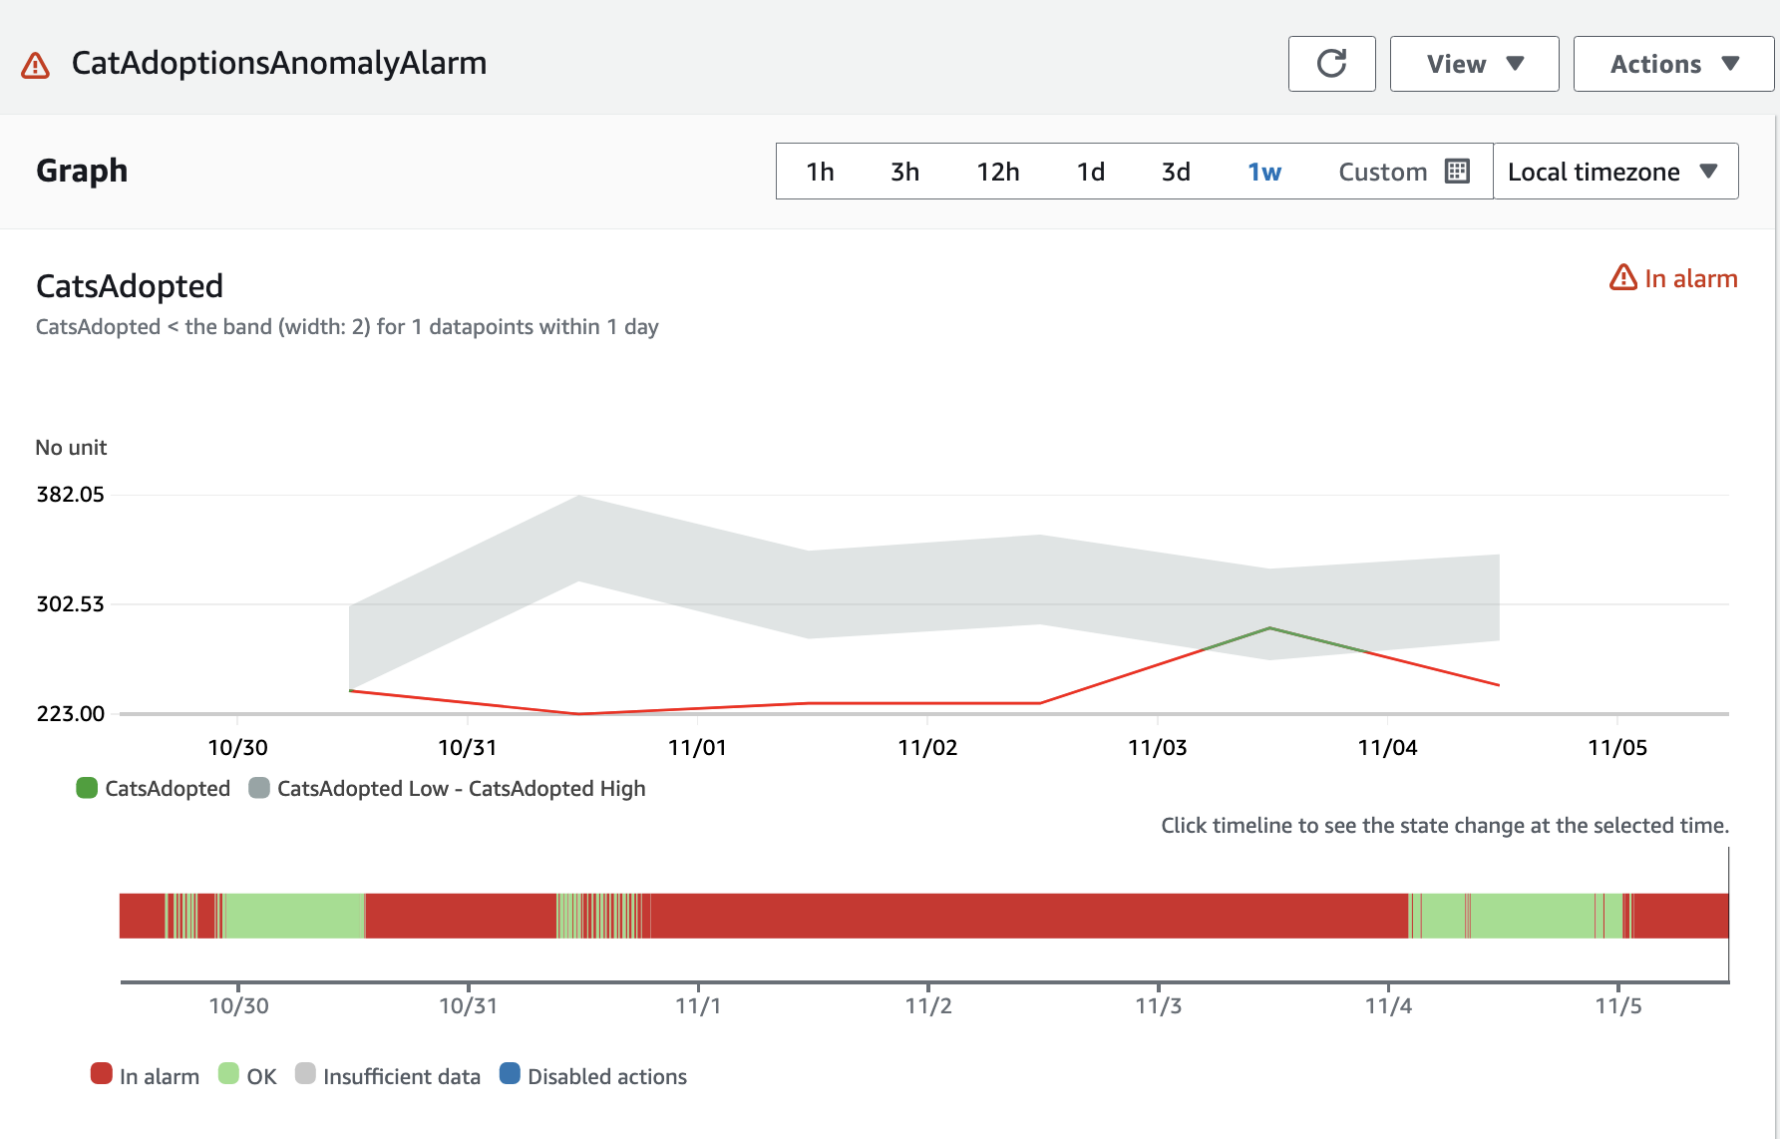 CatAdoptionsAnomalyAlarm
View
Actions
Graph
1h 3h 12h 1d 3d 1w Custom Local timezone
CatsAdopted
In alarm
CatsAdopted < the band (width: 2) for 1 datapoints within 1 day
No unit
382.05
302.53
223.00
10/30 10/31 11/01 11/02 11/03 11/04 11/05
CatsAdopted CatsAdopted Low - CatsAdopted High
Click timeline to see the state change at the selected time.
10/30 10/31 11/1 11/2 11/3 11/4 11/5
In alarm OK Insufficient data Disabled actions